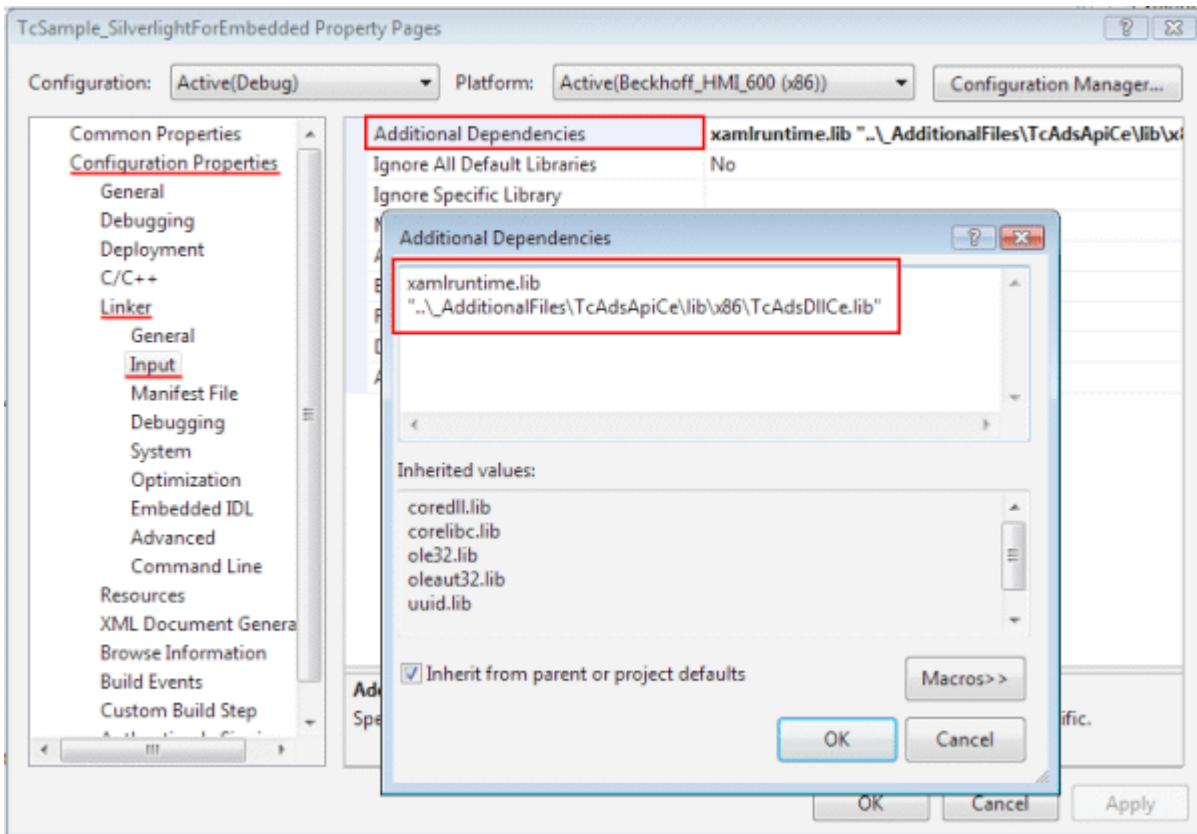 TcSample_SilverlightForEmbedded Property Pages
Configuration: Active(Debug) Platform: Active(Beckhoff_HMI_600 (x86)) Configuration Manager...
Common Properties
Configuration Properties
General
Debugging
Deployment
C/C++
Linker
General
Input
Manifest File
Debugging
System
Optimization
Embedded IDL
Advanced
Command Line
Resources
XML Document Genera
Browse Information
Build Events
Custom Build Step
Additional Dependencies xamlruntime.lib "..\_AdditionalFiles\TcAdsApiCe\lib\x8
Ignore All Default Libraries No
Ignore Specific Library
Additional Dependencies
xamlruntime.lib
"..\_AdditionalFiles\TcAdsApiCe\lib\x86\TcAdsDllCe.lib"
Inherited values:
coredll.lib
corelibc.lib
ole32.lib
oleaut32.lib
uuid.lib
Inherit from parent or project defaults
Macros>>
OK Cancel
Ad
Spe
ific.
OK Cancel Apply